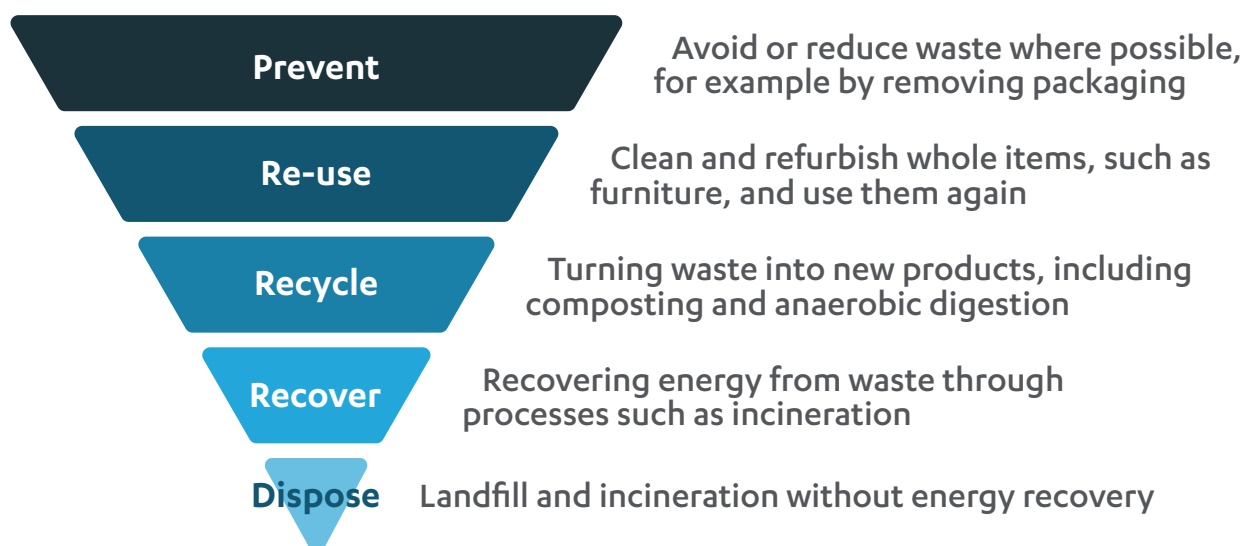 Prevent
Avoid or reduce waste where possible,
for example by removing packaging
Re-use
Clean and refurbish whole items, such as
furniture, and use them again
Recycle
Turning waste into new products, including
composting and anaerobic digestion
Recover
Recovering energy from waste through
processes such as incineration
Dispose
Landfill and incineration without energy recovery